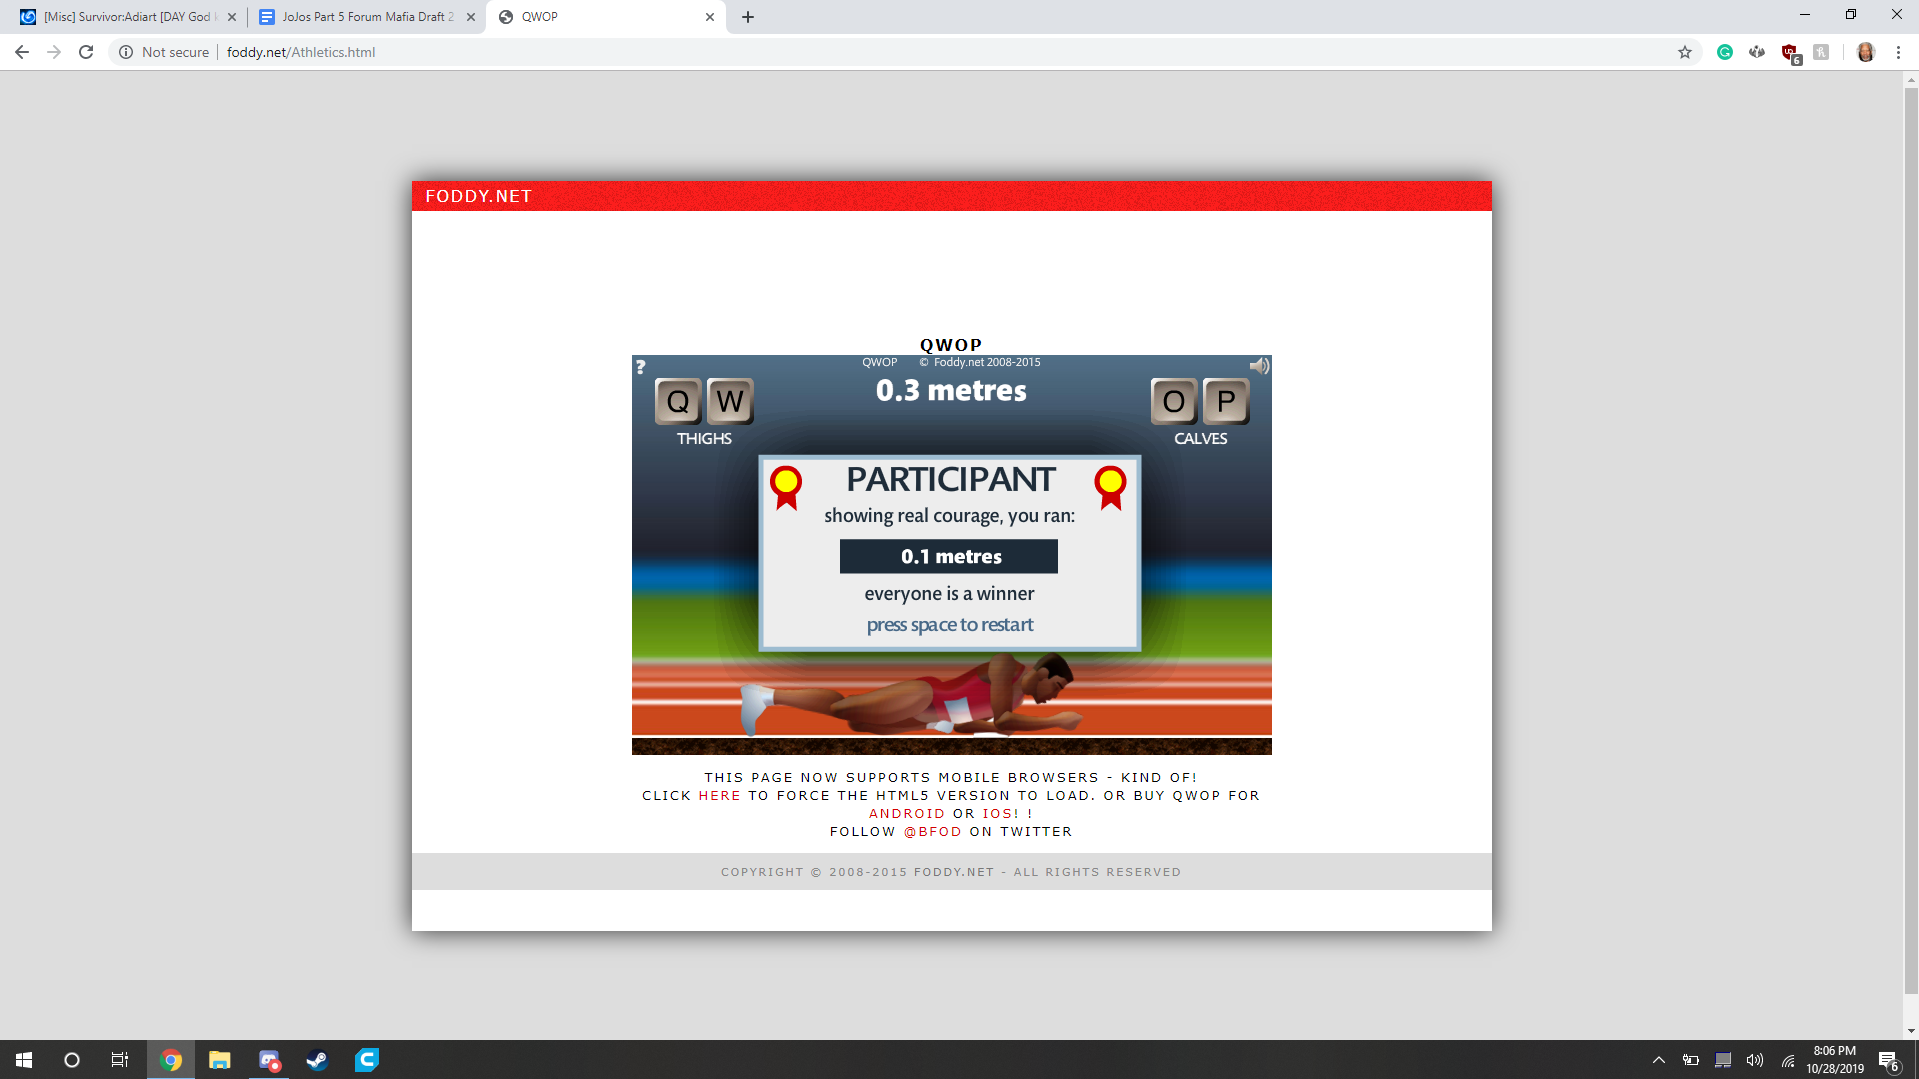 [Misc] Survivor:Adiart [DAY God
JoJos Part 5 Forum Mafia Draft 2
QWOP
Not secure
foddy.net/Athletics.html
6
FODDY.NET
QWOP
? QWOP © Foddy.net 2008-2015
0.3 metres
Q W O P
THIGHS CALVES
PARTICIPANT
showing real courage, you ran:
0.1 metres
everyone is a winner
press space to restart
THIS PAGE NOW SUPPORTS MOBILE BROWSERS - KIND OF!
CLICK HERE TO FORCE THE HTML5 VERSION TO LOAD. OR BUY QWOP FOR
ANDROID OR IOS! !
FOLLOW @BFOD ON TWITTER
COPYRIGHT © 2008-2015 FODDY.NET - ALL RIGHTS RESERVED
8:06 PM
10/28/2019
6